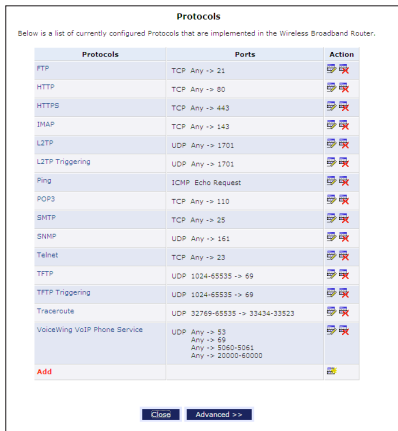 Protocols
Below is a list of currently configured Protocols that are implemented in the Wireless Broadband Router.
Protocols Ports Action
FTP TCP Any -> 21
HTTP TCP Any -> 80
HTTPS TCP Any -> 443
IMAP TCP Any -> 143
L2TP UDP Any -> 1701
L2TP Triggering UDP Any -> 1701
Ping ICMP Echo Request
POP3 TCP Any -> 110
SMTP TCP Any -> 25
SNMP UDP Any -> 161
Telnet TCP Any -> 23
TFTP UDP 1024-65535 -> 69
TFTP Triggering UDP 1024-65535 -> 69
Traceroute UDP 32769-65535 -> 33434-33523
VoiceWing VoIP Phone Service UDP Any -> 53
Any -> 69
Any -> 5060-5061
Any -> 20000-60000
Add
Close Advanced >>